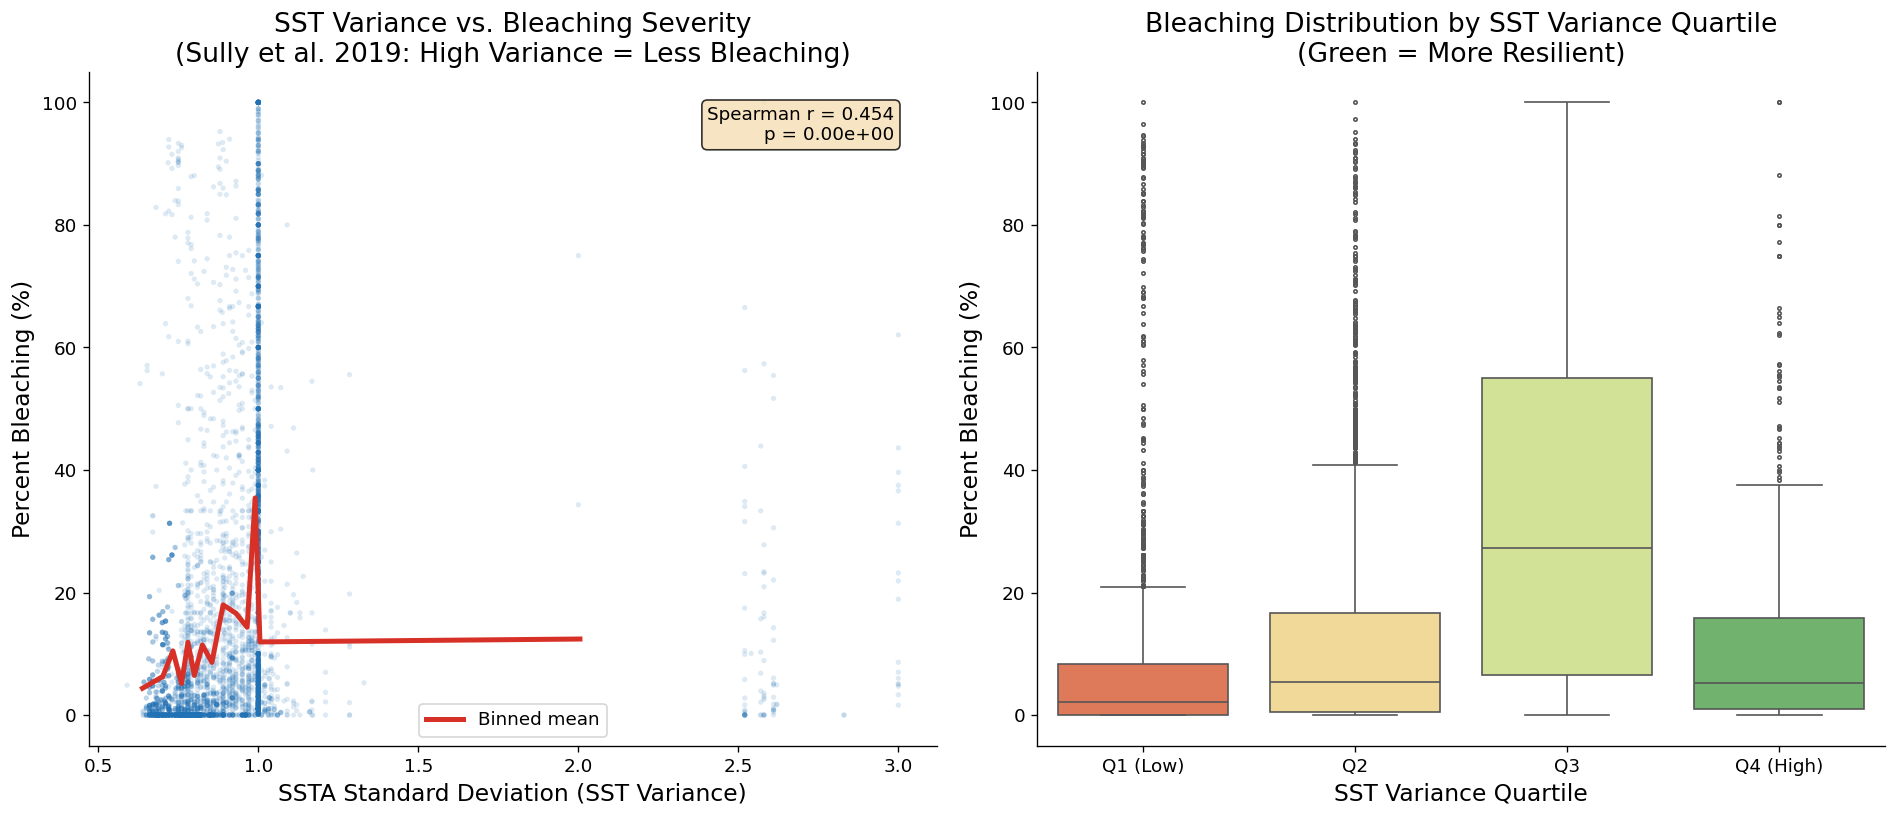 SST Variance vs. Bleaching Severity
(Sully et al. 2019: High Variance = Less Bleaching)
Percent Bleaching (%)
100
80
60
40
20
0
Spearman r = 0.454
p = 0.00e+00
Binned mean
0.5
1.0
1.5
2.0
2.5
3.0
SSTA Standard Deviation (SST Variance)
Bleaching Distribution by SST Variance Quartile
(Green = More Resilient)
Percent Bleaching (%)
100
80
60
40
20
0
Q1 (Low)
Q2
Q3
Q4 (High)
SST Variance Quartile